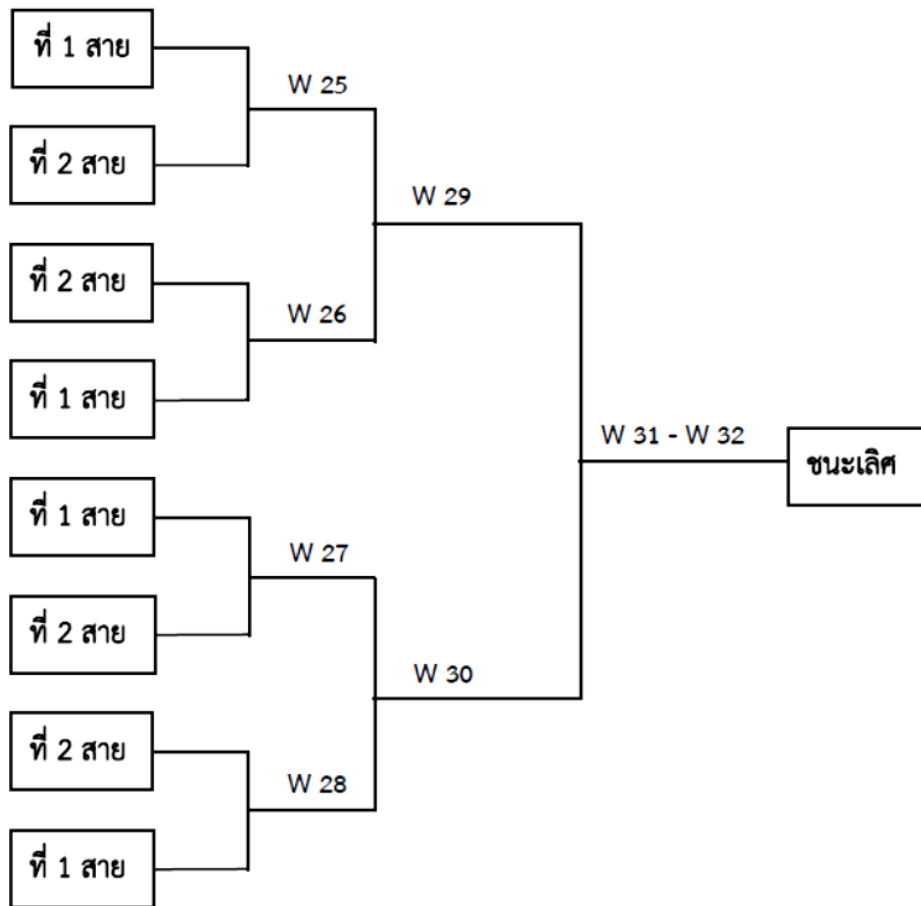 ที่ 1 สาย
W 25
ที่ 2 สาย
W 29
ที่ 2 สาย
W 26
ที่ 1 สาย
W 31 - W 32
ชนะเลิศ
ที่ 1 สาย
W 27
ที่ 2 สาย
W 30
ที่ 2 สาย
W 28
ที่ 1 สาย